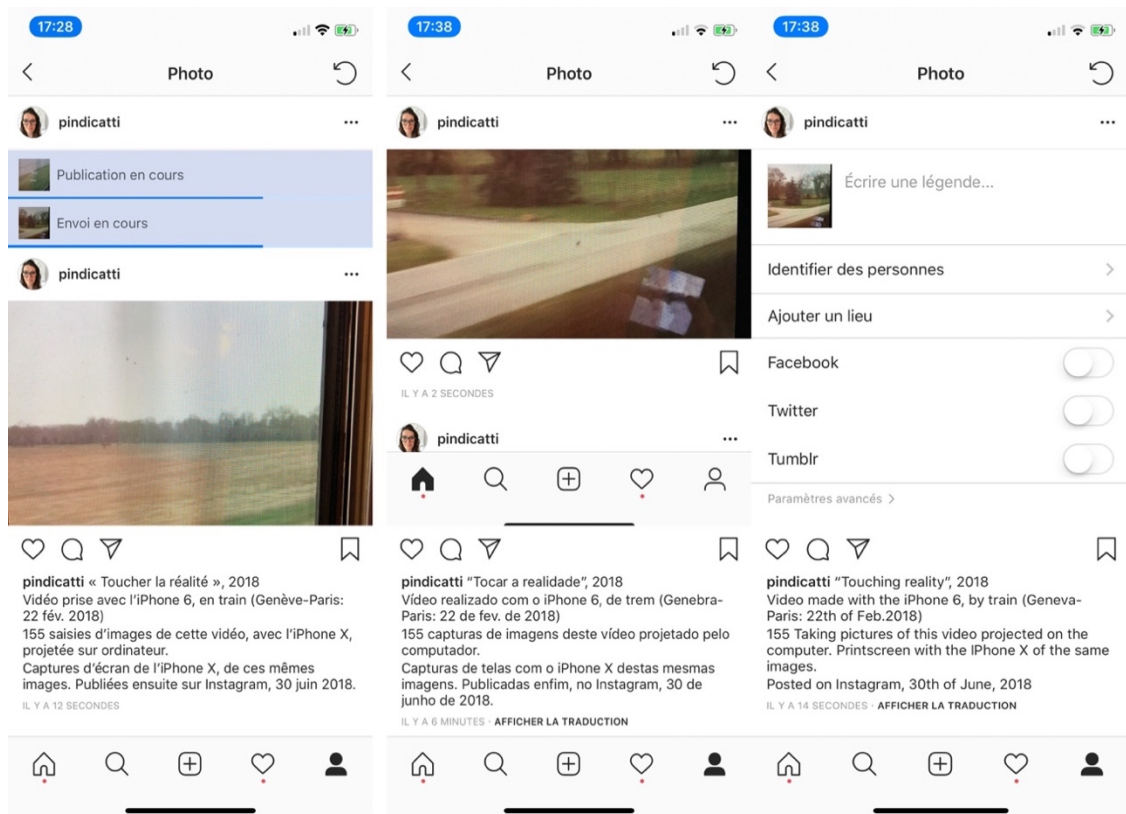 17:28
Photo
pindicatti
Publication en cours
Envoi en cours
pindicatti
pindicatti « Toucher la réalité », 2018
Vidéo prise avec l'iPhone 6, en train (Genève-Paris:
22 fév. 2018)
155 saisies d'images de cette vidéo, avec l'iPhone X,
projetée sur ordinateur.
Captures d'écran de l'iPhone X, de ces mêmes
images. Publiées ensuite sur Instagram, 30 juin 2018.
IL Y A 12 SECONDES
17:38
Photo
pindicatti
IL Y A 2 SECONDES
pindicatti
pindicatti "Tocar a realidade", 2018
Vídeo realizado com o iPhone 6, de trem (Genebra-
Paris: 22 de fev. de 2018)
155 capturas de imagens deste vídeo projetado pelo
computador.
Capturas de telas com o iPhone X destas mesmas
imagens. Publicadas enfim, no Instagram, 30 de
junho de 2018.
IL Y A 6 MINUTES · AFFICHER LA TRADUCTION
17:38
Photo
pindicatti
Écrire une légende...
Identifier des personnes
Ajouter un lieu
Facebook
Twitter
Tumblr
Paramètres avancés
pindicatti "Touching reality", 2018
Video made with the iPhone 6, by train (Geneva-
Paris: 22th of Feb.2018)
155 Taking pictures of this video projected on the
computer. Printscreen with the IPhone X of the same
images.
Posted on Instagram, 30th of June, 2018
IL Y A 14 SECONDES · AFFICHER LA TRADUCTION